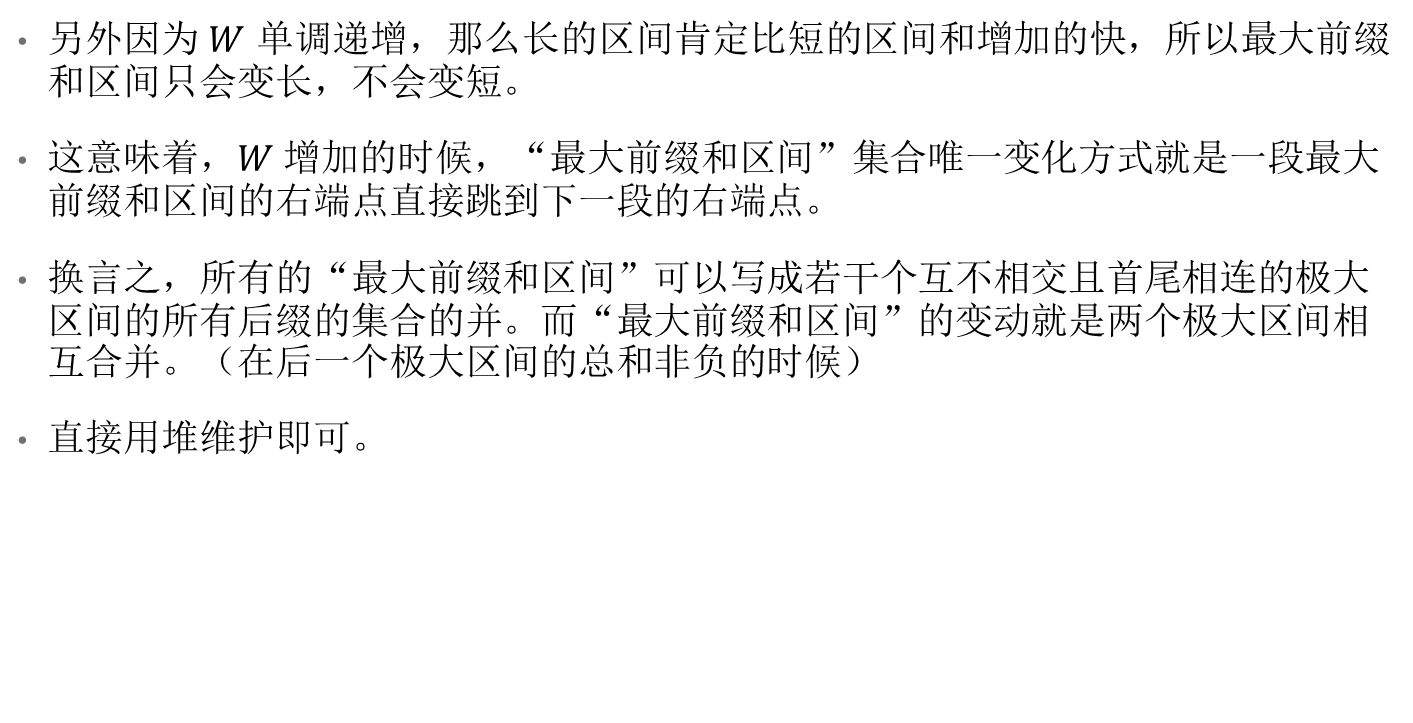 • 另外因为 W 单调递增，那么长的区间肯定比短的区间和增加的快，所以最大前缀
和区间只会变长，不会变短。
• 这意味着，W 增加的时候，“最大前缀和区间”集合唯一变化方式就是一段最大
前缀和区间的右端点直接跳到下一段的右端点。
• 换言之，所有的“最大前缀和区间”可以写成若干个互不相交且首尾相连的极大
区间的所有后缀的集合的并。而“最大前缀和区间”的变动就是两个极大区间相
互合并。（在后一个极大区间的总和非负的时候）
• 直接用堆维护即可。